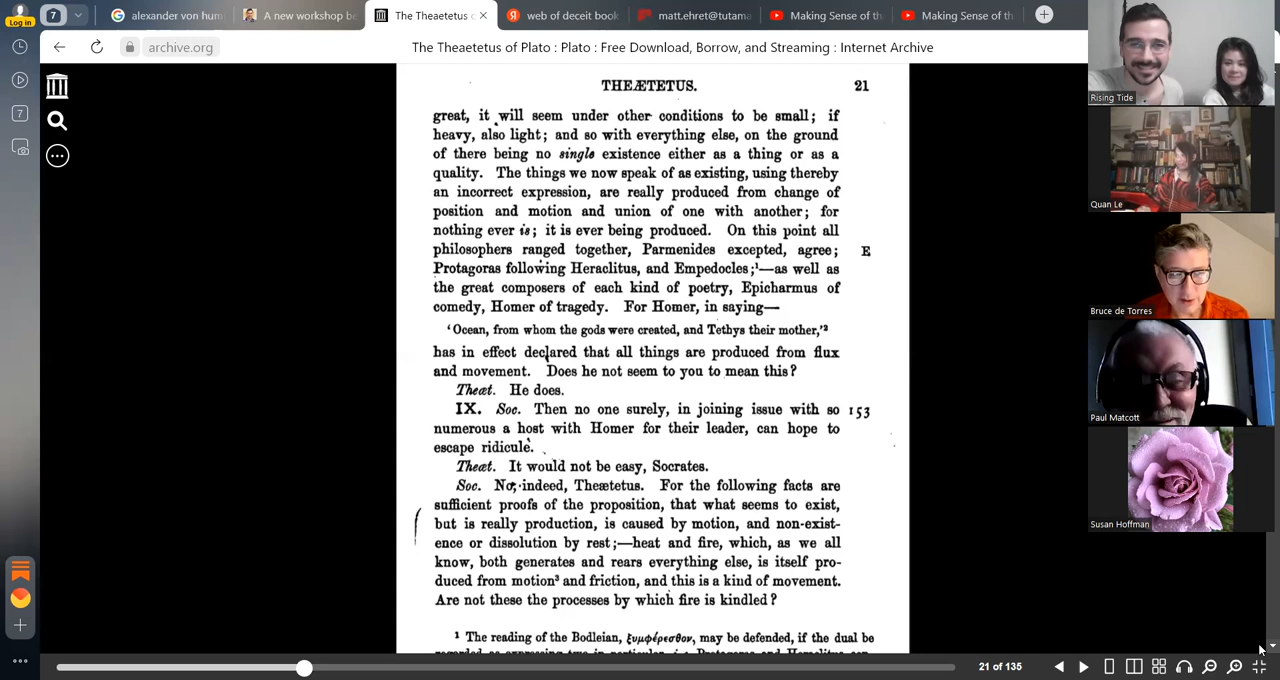 Log in
7
alexander von hum
A new workshop be
The Theaetetus c
web of deceit book
matt.ehret@tutama
Making Sense of th
Making Sense of th
archive.org
The Theaetetus of Plato : Plato : Free Download, Borrow, and Streaming : Internet Archive
7
THEÆTETUS. 21
great, it will seem under other conditions to be small; if
heavy, also light; and so with everything else, on the ground
of there being no single existence either as a thing or as a
quality. The things we now speak of as existing, using thereby
an incorrect expression, are really produced from change of
position and motion and union of one with another; for
nothing ever is; it is ever being produced. On this point all
philosophers ranged together, Parmenides excepted, agree; E
Protagoras following Heraclitus, and Empedocles;¹—as well as
the great composers of each kind of poetry, Epicharmus of
comedy, Homer of tragedy. For Homer, in saying—
‘Ocean, from whom the gods were created, and Tethys their mother,’²
has in effect declared that all things are produced from flux
and movement. Does he not seem to you to mean this?
Theæt. He does.
IX. Soc. Then no one surely, in joining issue with so 153
numerous a host with Homer for their leader, can hope to
escape ridicule.
Theæt. It would not be easy, Socrates.
Soc. No, indeed, Theætetus. For the following facts are
sufficient proofs of the proposition, that what seems to exist,
but is really production, is caused by motion, and non-exist-
ence or dissolution by rest;—heat and fire, which, as we all
know, both generates and rears everything else, is itself pro-
duced from motion³ and friction, and this is a kind of movement.
Are not these the processes by which fire is kindled?
¹ The reading of the Bodleian, ξυμφέρεσθον, may be defended, if the dual be
21 of 135
Rising Tide
Quan Le
Bruce de Torres
Paul Matcott
Susan Hoffman